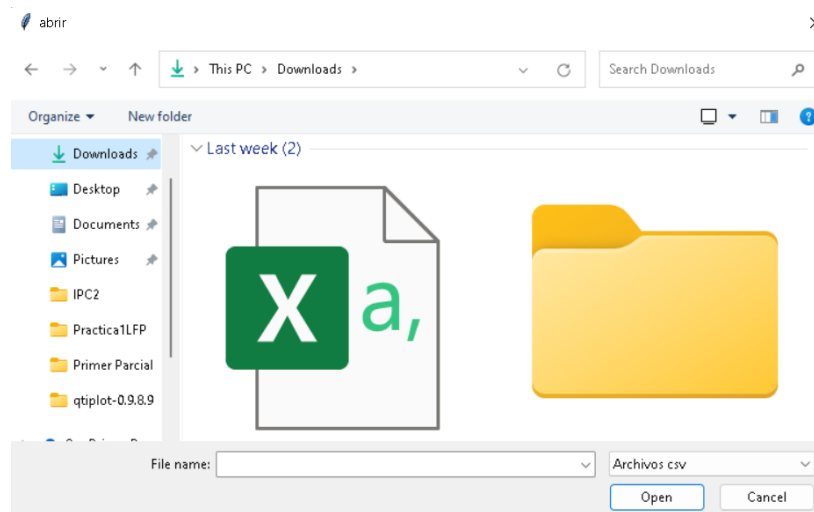 abrir
This PC > Downloads >
Search Downloads
Organize
New folder
?
Downloads
Last week (2)
Desktop
Documents
Pictures
IPC2
Practica1LFP
Primer Parcial
qtiplot-0.9.8.9
X a,
File name:
Archivos csv
Open
Cancel